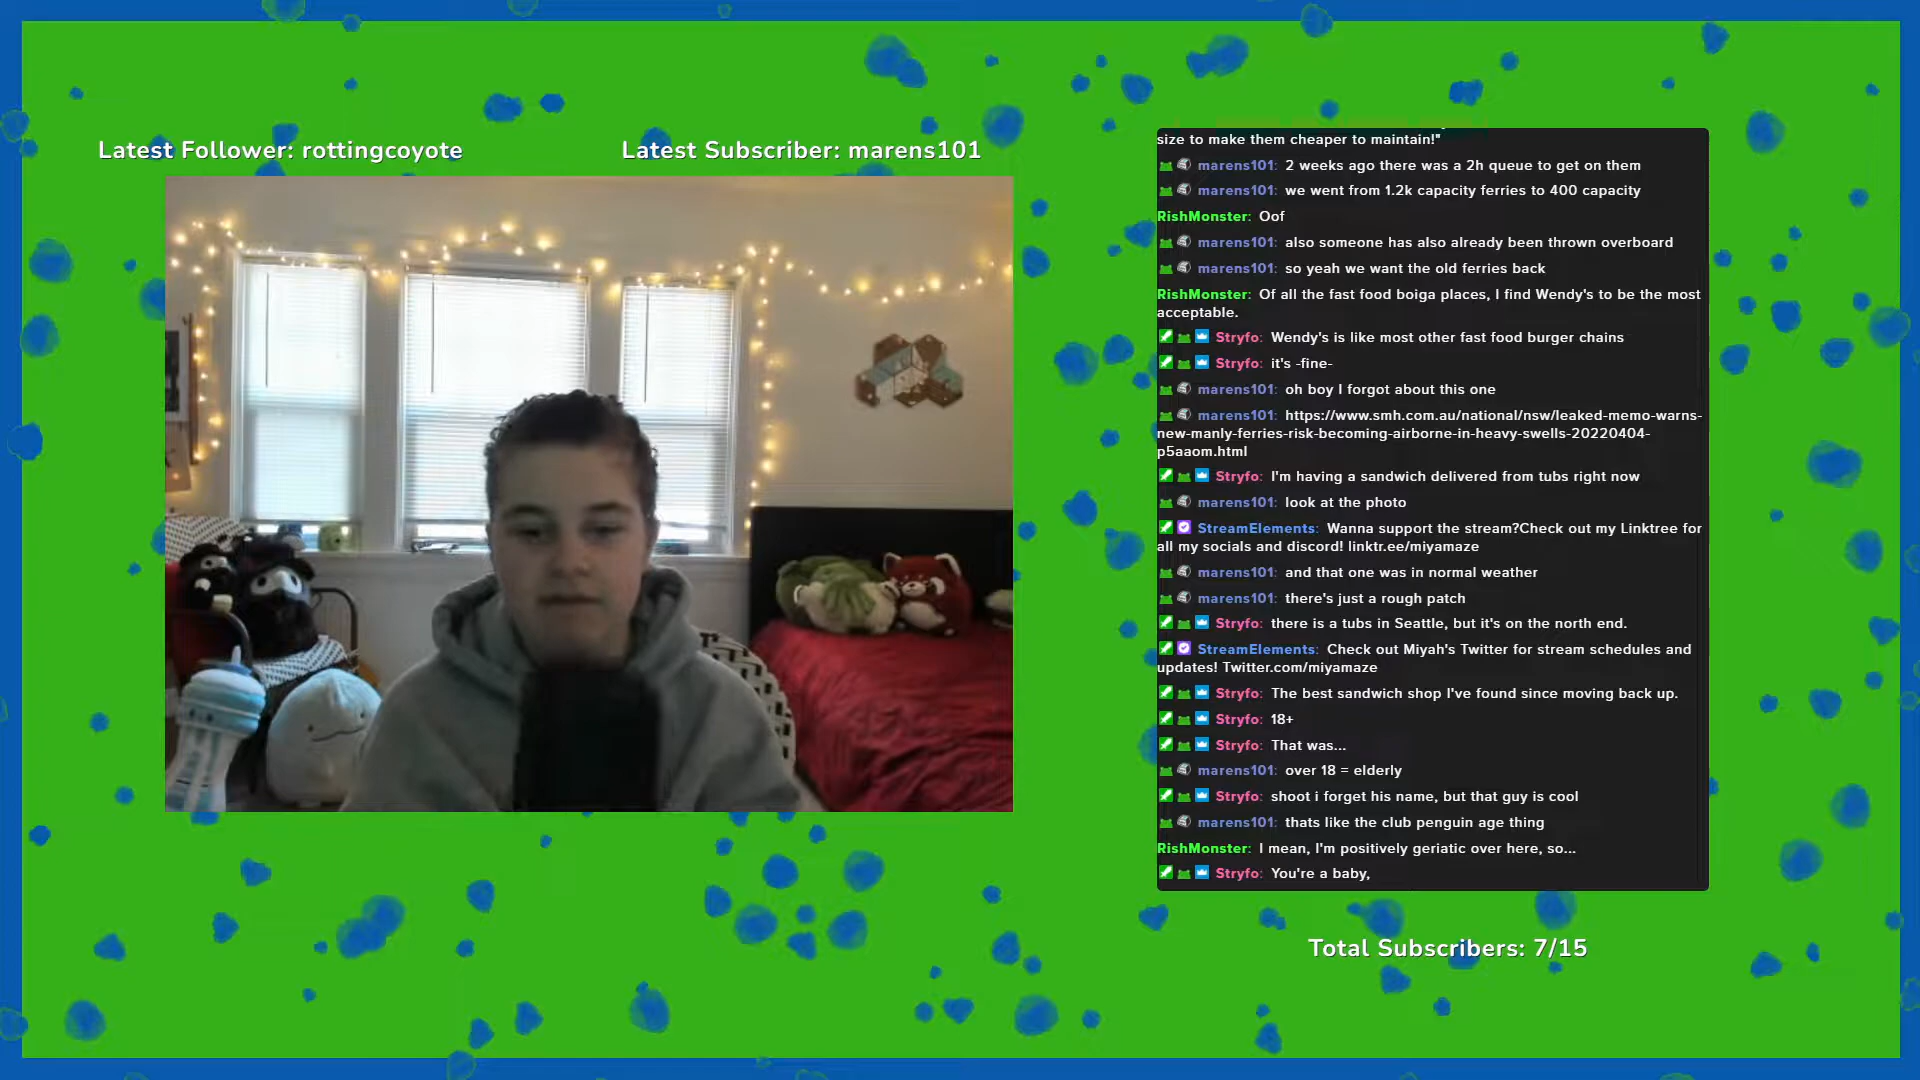 Latest Follower: rottingcoyote
Latest Subscriber: marens101
size to make them cheaper to maintain!"
marens101: 2 weeks ago there was a 2h queue to get on them
marens101: we went from 1.2k capacity ferries to 400 capacity
RishMonster: Oof
marens101: also someone has also already been thrown overboard
marens101: so yeah we want the old ferries back
RishMonster: Of all the fast food boiga places, I find Wendy's to be the most
acceptable.
Stryfo: Wendy's is like most other fast food burger chains
Stryfo: it's -fine-
marens101: oh boy I forgot about this one
marens101: https://www.smh.com.au/national/nsw/leaked-memo-warns-
new-manly-ferries-risk-becoming-airborne-in-heavy-swells-20220404-
p5aaom.html
Stryfo: I'm having a sandwich delivered from tubs right now
marens101: look at the photo
StreamElements: Wanna support the stream?Check out my Linktree for
all my socials and discord! linktr.ee/miyamaze
marens101: and that one was in normal weather
marens101: there's just a rough patch
Stryfo: there is a tubs in Seattle, but it's on the north end.
StreamElements: Check out Miyah's Twitter for stream schedules and
updates! Twitter.com/miyamaze
Stryfo: The best sandwich shop I've found since moving back up.
Stryfo: 18+
Stryfo: That was...
marens101: over 18 = elderly
Stryfo: shoot i forget his name, but that guy is cool
marens101: thats like the club penguin age thing
RishMonster: I mean, I'm positively geriatic over here, so...
Stryfo: You're a baby,
Total Subscribers: 7/15